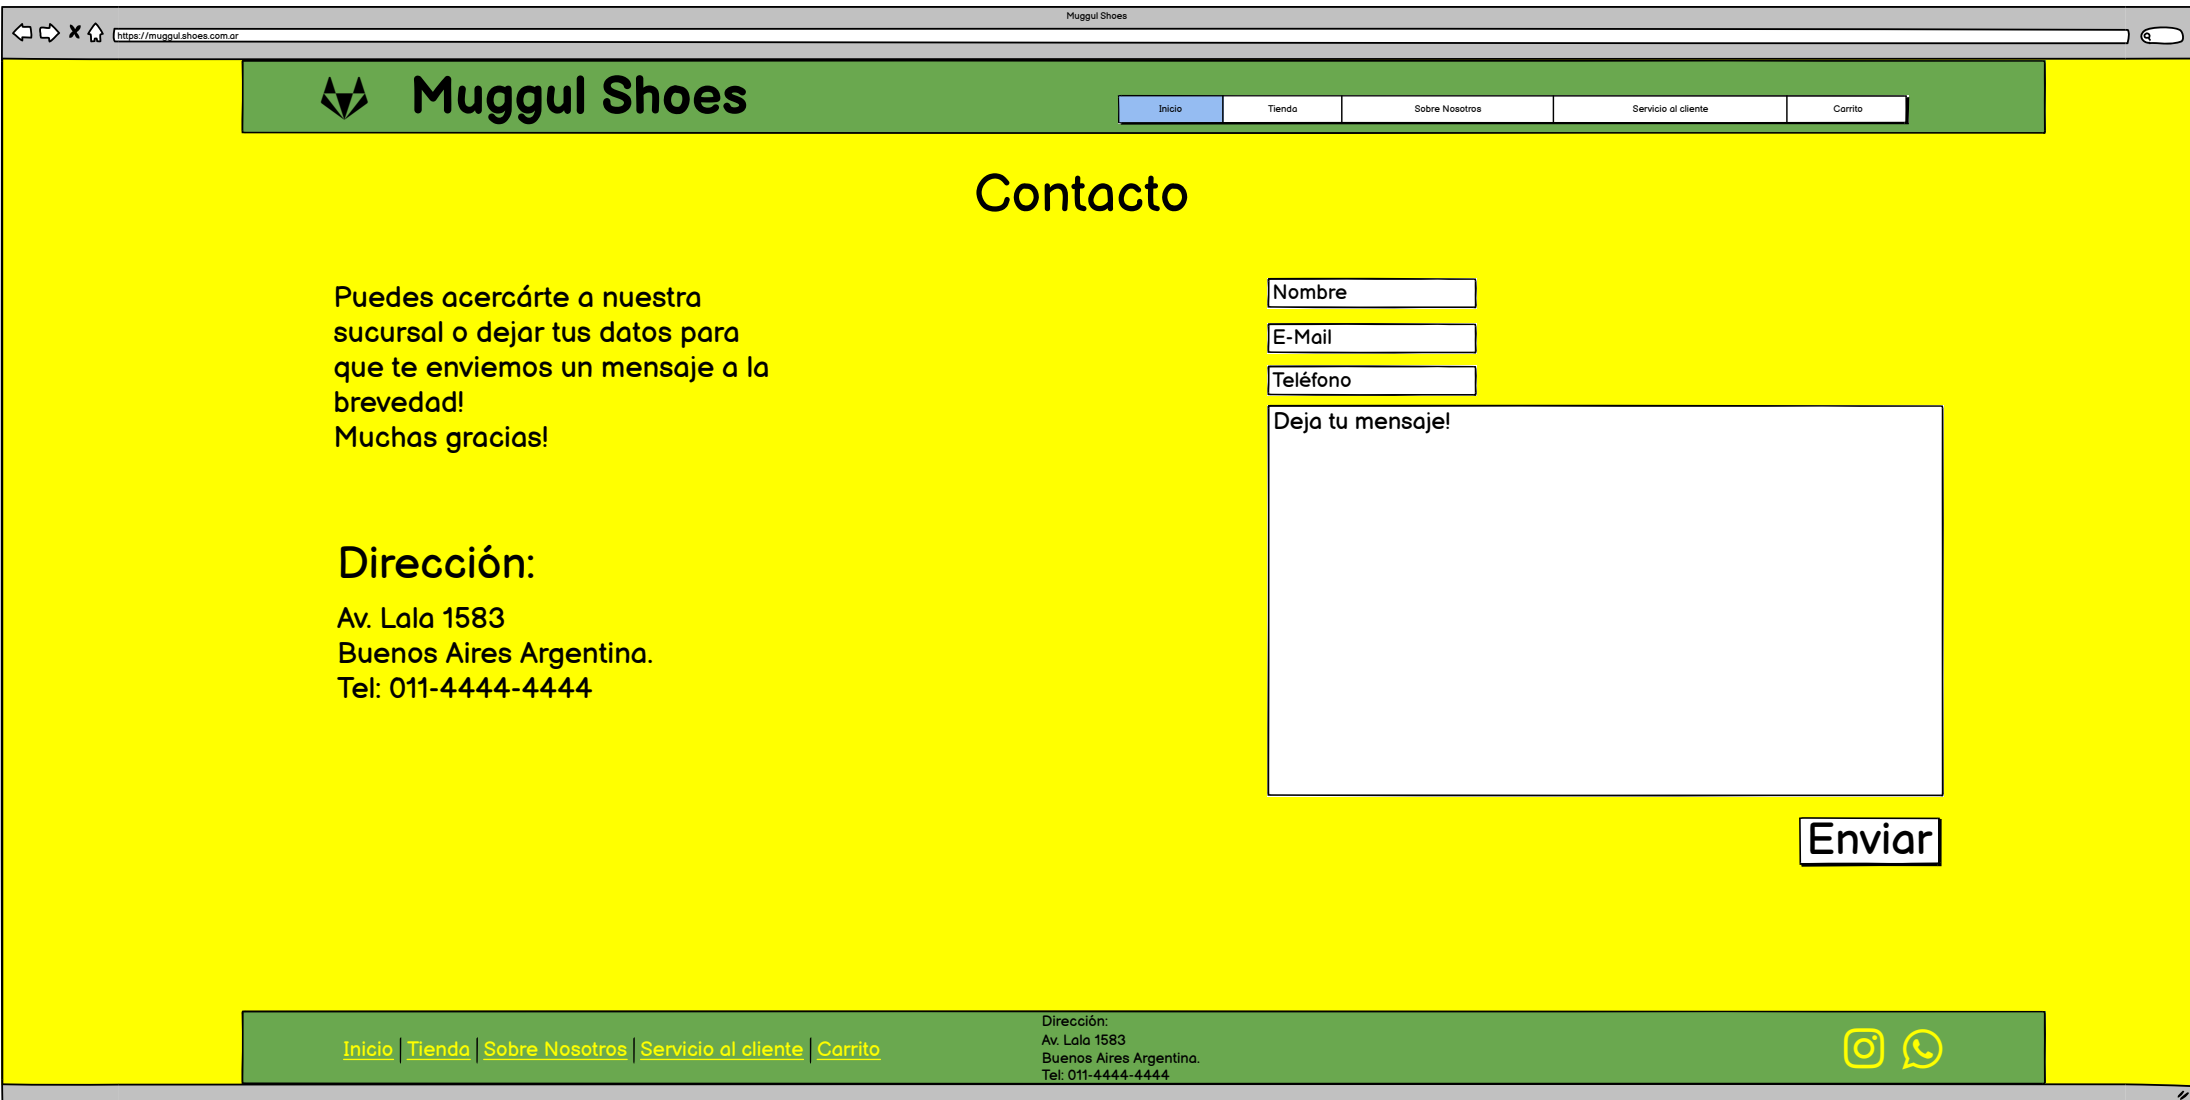 Muggul Shoes
https://muggul.shoes.com.ar
Muggul Shoes
Inicio Tienda Sobre Nosotros Servicio al cliente Carrito
Contacto
Puedes acercárte a nuestra
sucursal o dejar tus datos para
que te enviemos un mensaje a la
brevedad!
Muchas gracias!
Dirección:
Av. Lala 1583
Buenos Aires Argentina.
Tel: 011-4444-4444
Nombre
E-Mail
Teléfono
Deja tu mensaje!
Enviar
Inicio | Tienda | Sobre Nosotros | Servicio al cliente | Carrito
Dirección:
Av. Lala 1583
Buenos Aires Argentina.
Tel: 011-4444-4444